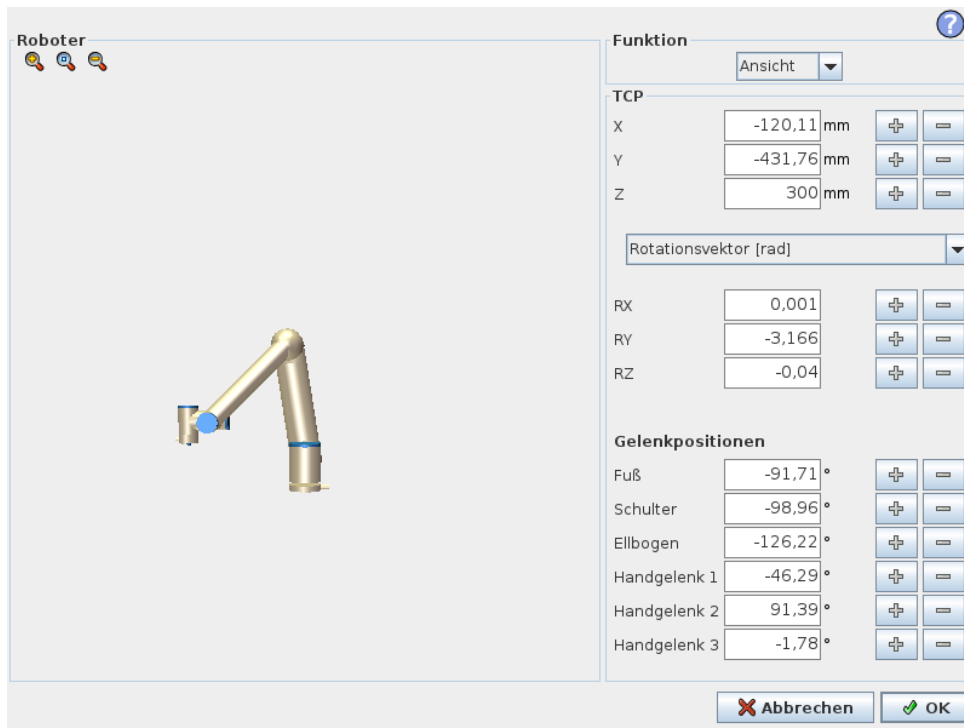 Roboter
Funktion
Ansicht
TCP
X -120,11 mm
Y -431,76 mm
Z 300 mm
Rotationsvektor [rad]
RX 0,001
RY -3,166
RZ -0,04
Gelenkpositionen
Fuß -91,71 °
Schulter -98,96 °
Ellbogen -126,22 °
Handgelenk 1 -46,29 °
Handgelenk 2 91,39 °
Handgelenk 3 -1,78 °
Abbrechen OK